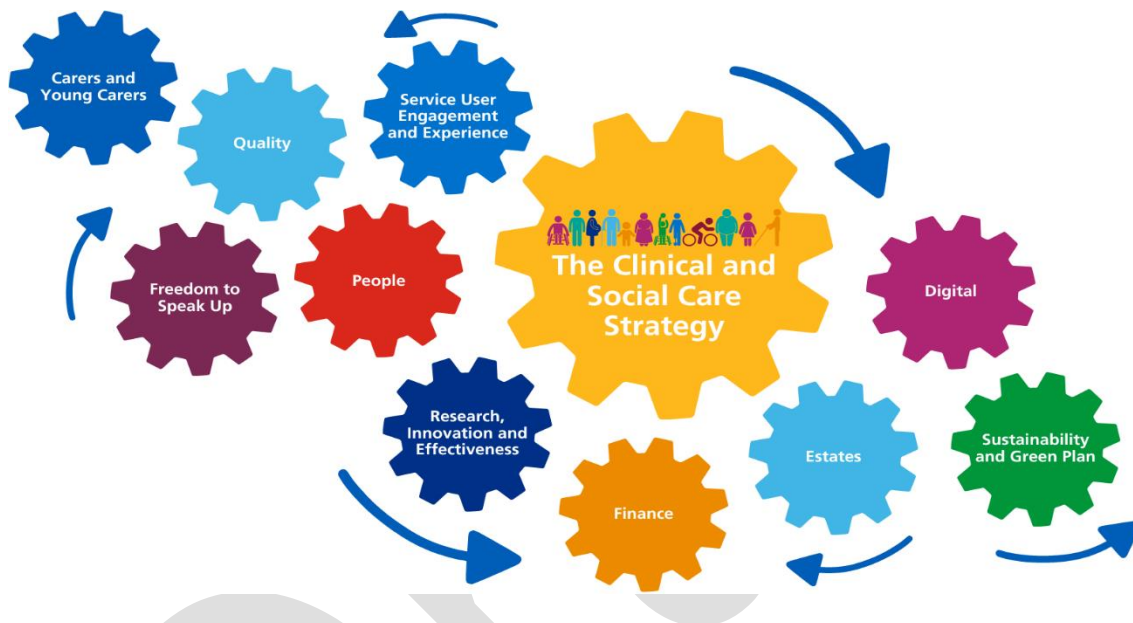 Carers and
Young Carers
Quality
Service User
Engagement
and Experience
Freedom to
Speak Up
People
The Clinical and
Social Care
Strategy
Digital
Research,
Innovation and
Effectiveness
Finance
Estates
Sustainability
and Green Plan